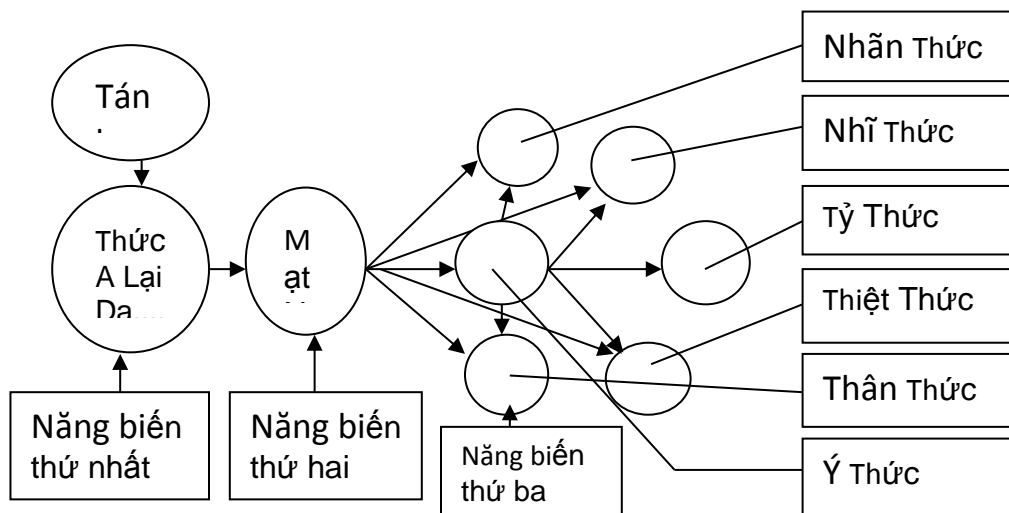 Tán
Thức
A Lại
Da....
M
ạt
Năng biến
thứ nhất
Năng biến
thứ hai
Năng biến
thứ ba
Nhãn Thức
Nhĩ Thức
Tỷ Thức
Thiệt Thức
Thân Thức
Ý Thức